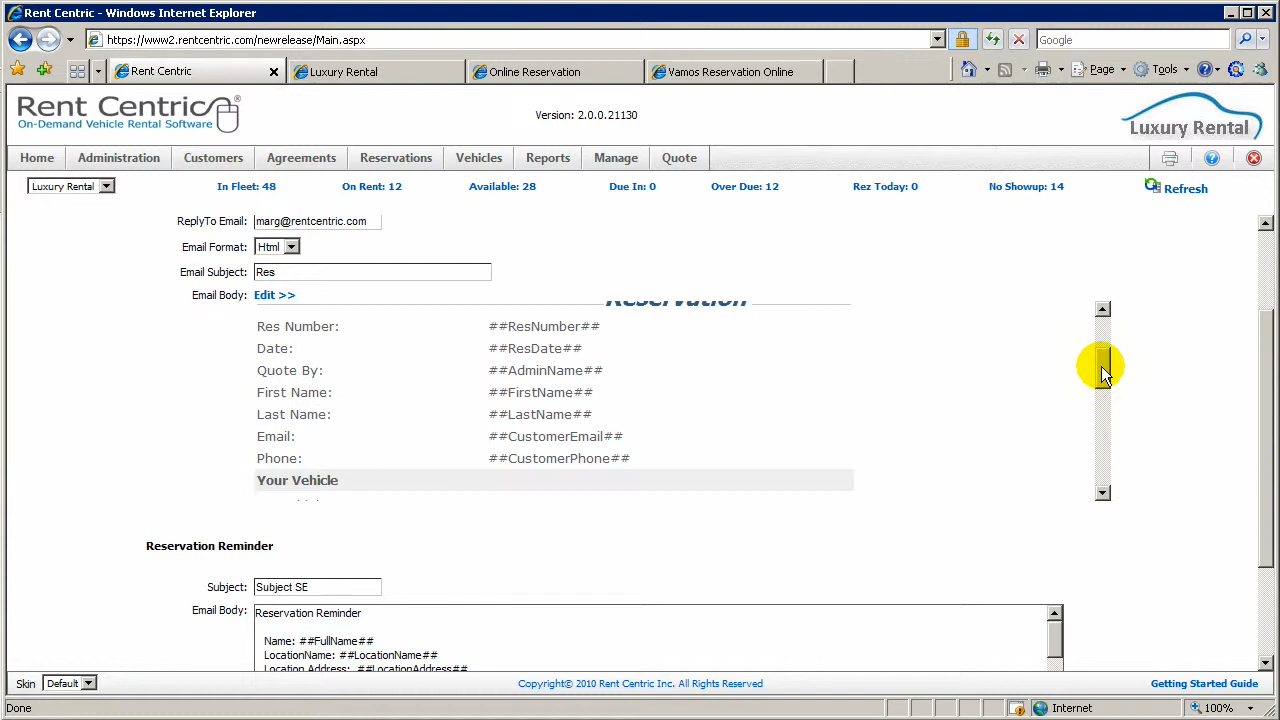 Rent Centric - Windows Internet Explorer
https://www2.rentcentric.com/newrelease/Main.aspx
Google
Rent Centric
Luxury Rental
Online Reservation
Vamos Reservation Online
Page
Tools
Rent Centric®
On-Demand Vehicle Rental Software
Version: 2.0.0.21130
Luxury Rental
Home
Administration
Customers
Agreements
Reservations
Vehicles
Reports
Manage
Quote
Luxury Rental
In Fleet: 48
On Rent: 12
Available: 28
Due In: 0
Over Due: 12
Rez Today: 0
No Showup: 14
Refresh
ReplyTo Email: marg@rentcentric.com
Email Format: Html
Email Subject: Res
Email Body: Edit >>
Reservation
Res Number: ##ResNumber##
Date: ##ResDate##
Quote By: ##AdminName##
First Name: ##FirstName##
Last Name: ##LastName##
Email: ##CustomerEmail##
Phone: ##CustomerPhone##
Your Vehicle
Reservation Reminder
Subject: Subject SE
Email Body: Reservation Reminder
Name: ##FullName##
LocationName: ##LocationName##
Location Address: ##LocationAddress##
Skin Default
Copyright© 2010 Rent Centric Inc. All Rights Reserved
Getting Started Guide
Done
Internet
100%